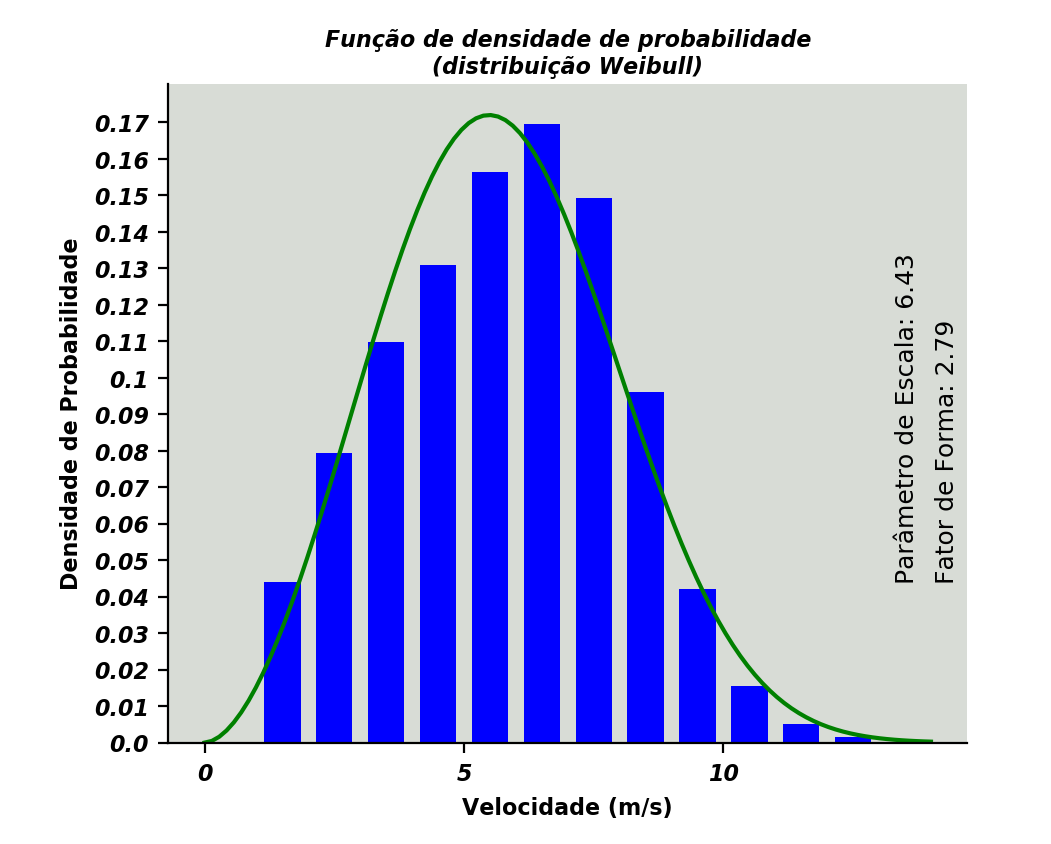 Função de densidade de probabilidade
(distribuição Weibull)
Densidade de Probabilidade
0.17
0.16
0.15
0.14
0.13
0.12
0.11
0.1
0.09
0.08
0.07
0.06
0.05
0.04
0.03
0.02
0.01
0.0
Parâmetro de Escala: 6.43
Fator de Forma: 2.79
0 5 10
Velocidade (m/s)